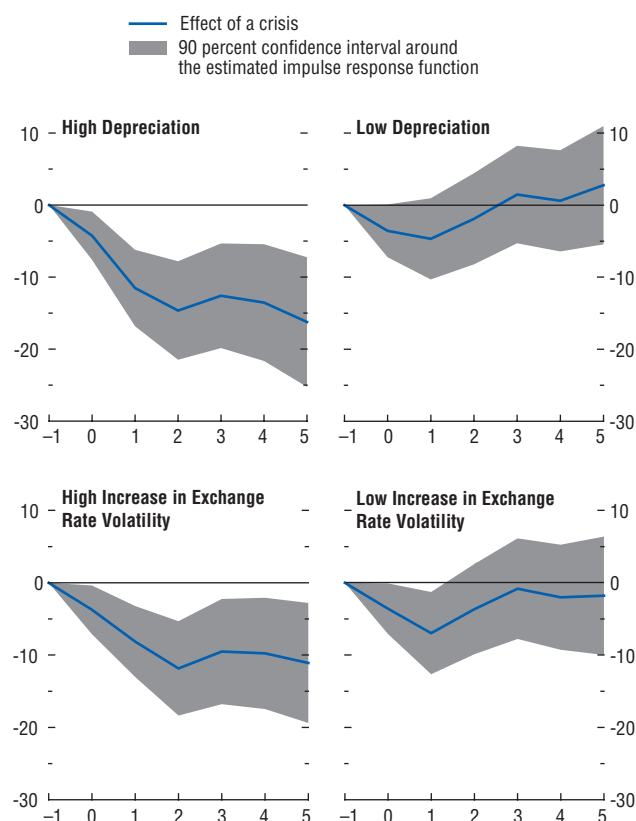 Effect of a crisis
90 percent confidence interval around
the estimated impulse response function
High Depreciation
10
0
-10
-20
-30
–1 0 1 2 3 4 5
Low Depreciation
10
0
-10
-20
-30
–1 0 1 2 3 4 5
High Increase in Exchange
Rate Volatility
10
0
-10
-20
-30
–1 0 1 2 3 4 5
Low Increase in Exchange
Rate Volatility
10
0
-10
-20
-30
–1 0 1 2 3 4 5